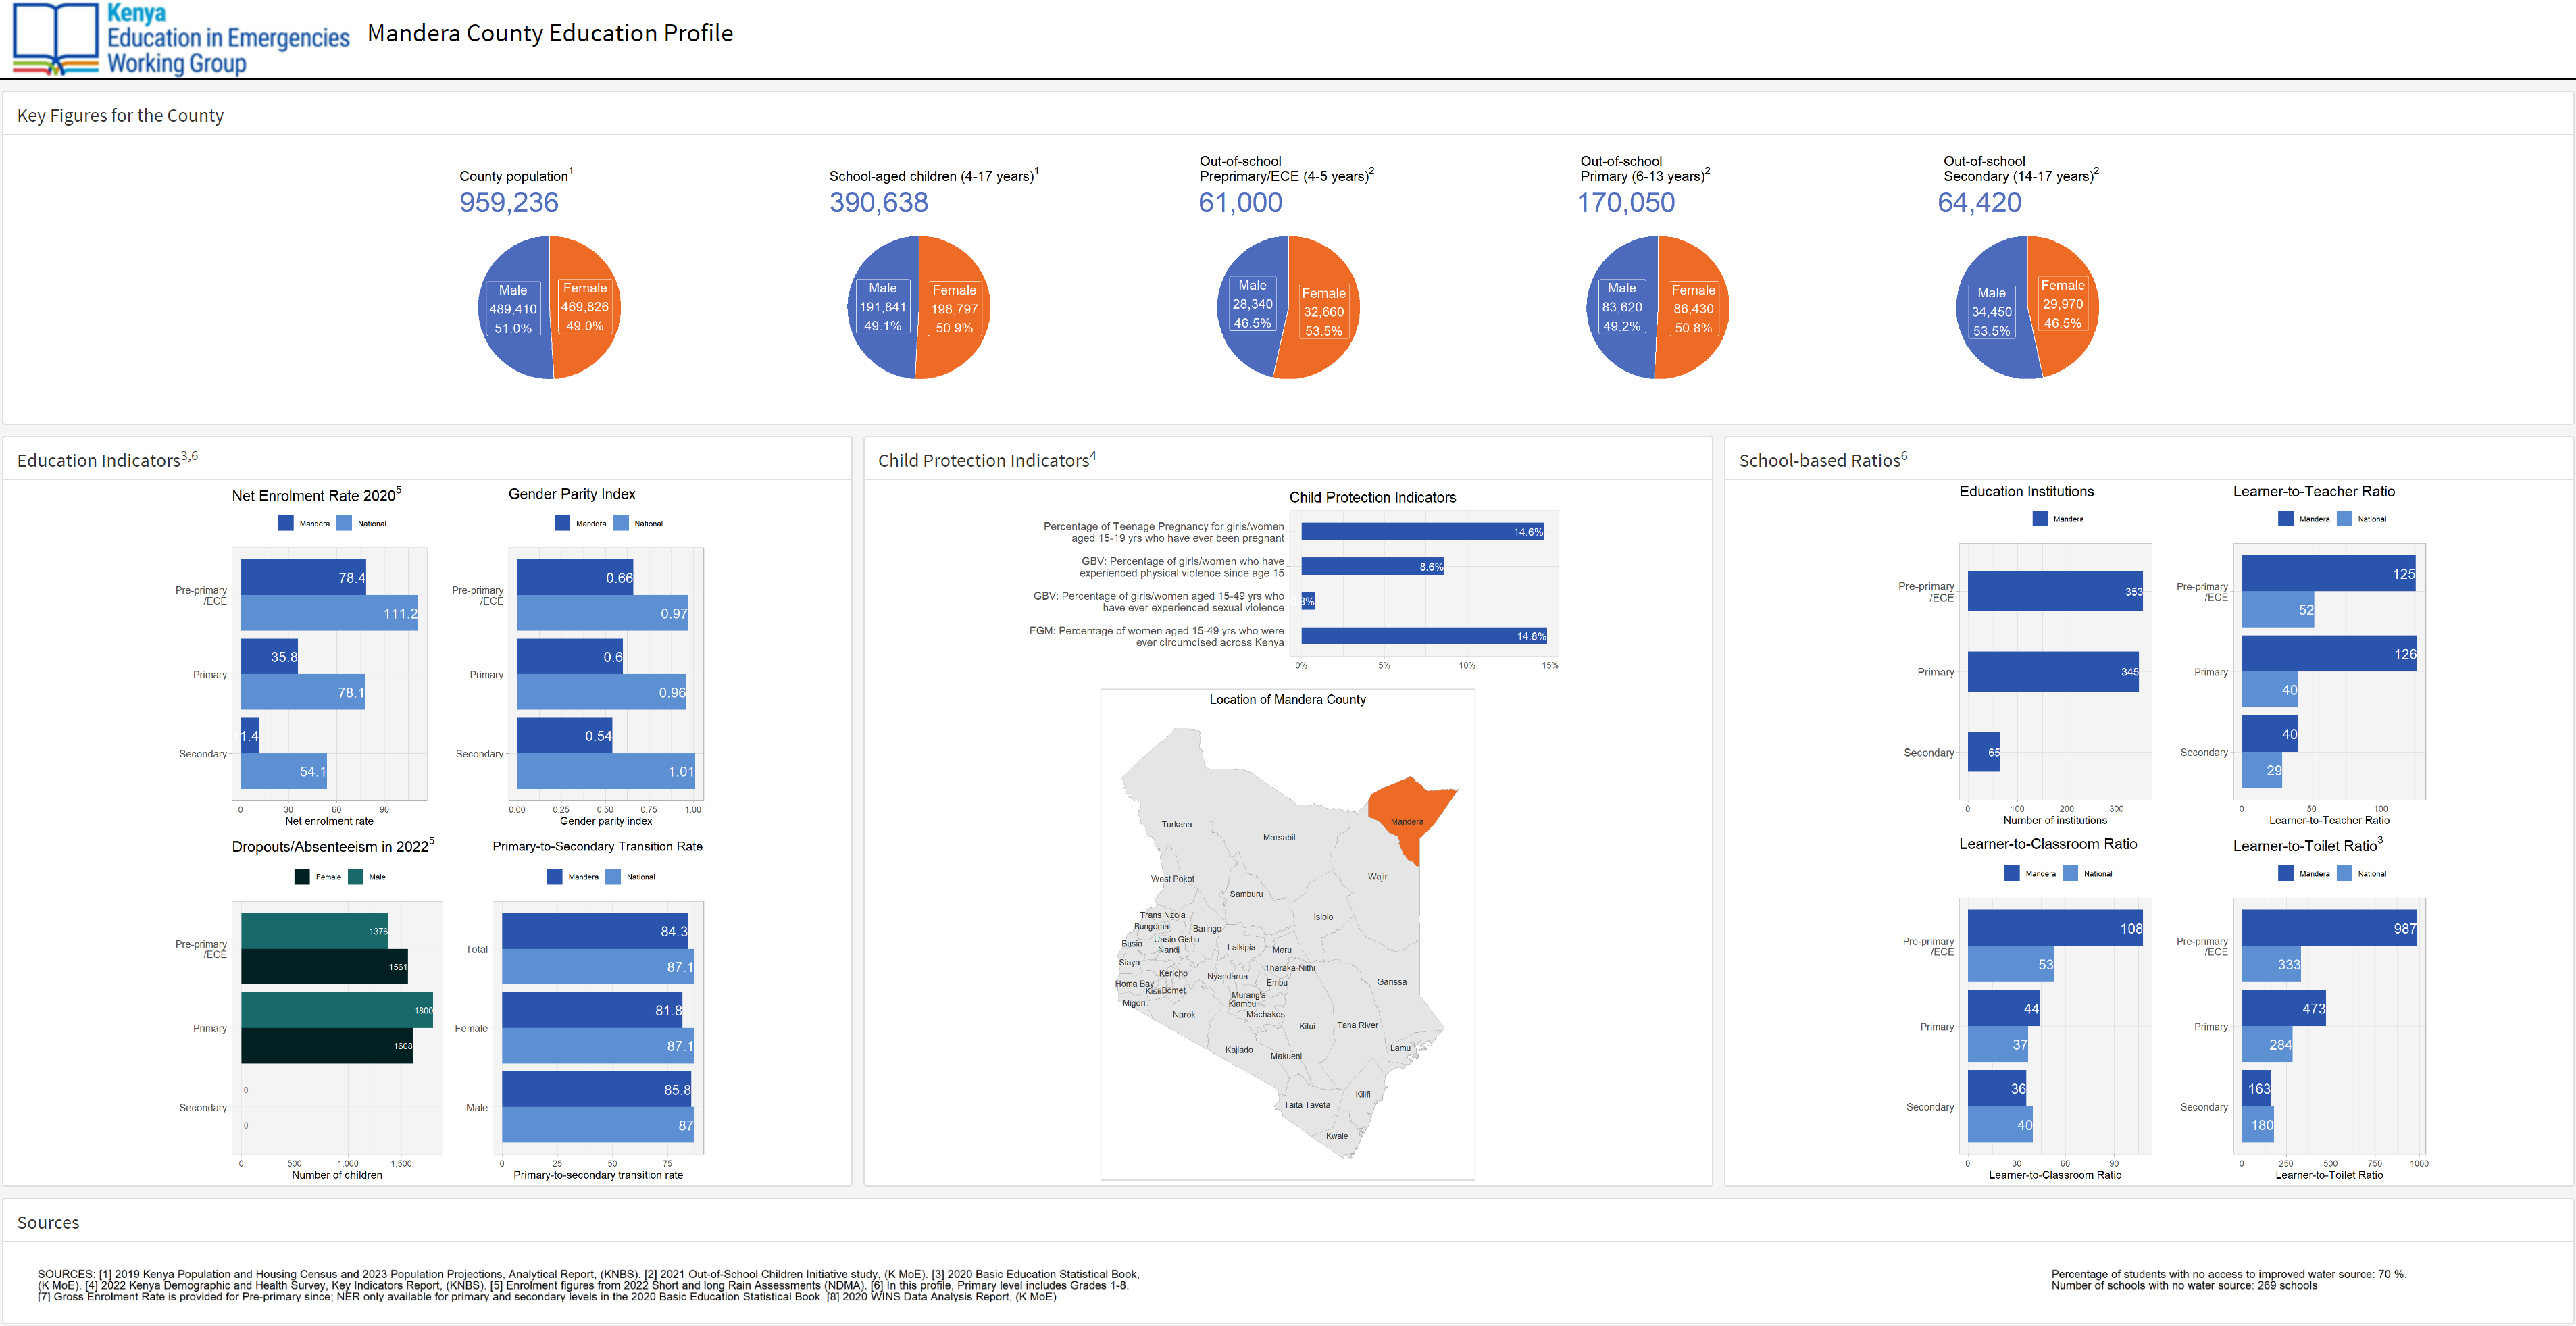 Kenya
Education in Emergencies
Working Group
Mandera County Education Profile
Key Figures for the County
County population1
959,236
Male
489,410
51.0%
Female
469,826
49.0%
School-aged children (4-17 years)1
390,638
Male
191,841
49.1%
Female
198,797
50.9%
Out-of-school
Preprimary/ECE (4-5 years)2
61,000
Male
28,340
46.5%
Female
32,660
53.5%
Out-of-school
Primary (6-13 years)2
170,050
Male
83,620
49.2%
Female
86,430
50.8%
Out-of-school
Secondary (14-17 years)2
64,420
Male
34,450
53.5%
Female
29,970
46.5%
Education Indicators3,6
Net Enrolment Rate 20205
Mandera National
Pre-primary
/ECE
78.4
111.2
Primary
35.8
78.1
Secondary
1.4
54.1
0 30 60 90
Net enrolment rate
Gender Parity Index
Mandera National
Pre-primary
/ECE
0.66
0.97
Primary
0.6
0.96
Secondary
0.54
1.01
0.00 0.25 0.50 0.75 1.00
Gender parity index
Dropouts/Absenteeism in 20225
Female Male
Pre-primary
/ECE
1376
1561
Primary
1800
1608
Secondary
0
0
0 500 1,000 1,500
Number of children
Primary-to-Secondary Transition Rate
Mandera National
Total
84.3
87.1
Female
81.8
87.1
Male
85.8
87
0 25 50 75
Primary-to-secondary transition rate
Child Protection Indicators4
Child Protection Indicators
Percentage of Teenage Pregnancy for girls/women
aged 15-19 yrs who have ever been pregnant
14.6%
GBV: Percentage of girls/women who have
experienced physical violence since age 15
8.6%
GBV: Percentage of girls/women aged 15-49 yrs who
have ever experienced sexual violence
FGM: Percentage of women aged 15-49 yrs who were
ever circumcised across Kenya
14.8%
0% 5% 10% 15%
Location of Mandera County
Mandera
Turkana
Marsabit
Wajir
West Pokot
Samburu
Isiolo
Trans Nzoia
Bungoma
Baringo
Busia
Uasin Gishu
Nandi
Laikipia
Meru
Siaya
Kericho
Nyandarua
Tharaka-Nithi
Embu
Garissa
Homa Bay
Kisii
Bomet
Murang'a
Kiambu
Migori
Machakos
Narok
Kitui
Tana River
Kajiado
Makueni
Lamu
Kilifi
Taita Taveta
Kwale
School-based Ratios6
Education Institutions
Mandera
Pre-primary
/ECE
353
Primary
345
Secondary
65
0 100 200 300
Number of institutions
Learner-to-Teacher Ratio
Mandera National
Pre-primary
/ECE
125
52
Primary
126
40
Secondary
40
29
0 50 100
Learner-to-Teacher Ratio
Learner-to-Classroom Ratio
Mandera National
Pre-primary
/ECE
108
53
Primary
44
37
Secondary
36
40
0 30 60 90
Learner-to-Classroom Ratio
Learner-to-Toilet Ratio3
Mandera National
Pre-primary
/ECE
987
333
Primary
473
284
Secondary
163
180
0 250 500 750 1000
Learner-to-Toilet Ratio
Sources
SOURCES: [1] 2019 Kenya Population and Housing Census and 2023 Population Projections, Analytical Report, (KNBS). [2] 2021 Out-of-School Children Initiative study, (K MoE). [3] 2020 Basic Education Statistical Book,
(K MoE). [4] 2022 Kenya Demographic and Health Survey, Key Indicators Report, (KNBS). [5] Enrolment figures from 2022 Short and long Rain Assessments (NDMA). [6] In this profile, Primary level includes Grades 1-8.
[7] Gross Enrolment Rate is provided for Pre-primary since; NER only available for primary and secondary levels in the 2020 Basic Education Statistical Book. [8] 2020 WINS Data Analysis Report, (K MoE)
Percentage of students with no access to improved water source: 70 %.
Number of schools with no water source: 269 schools